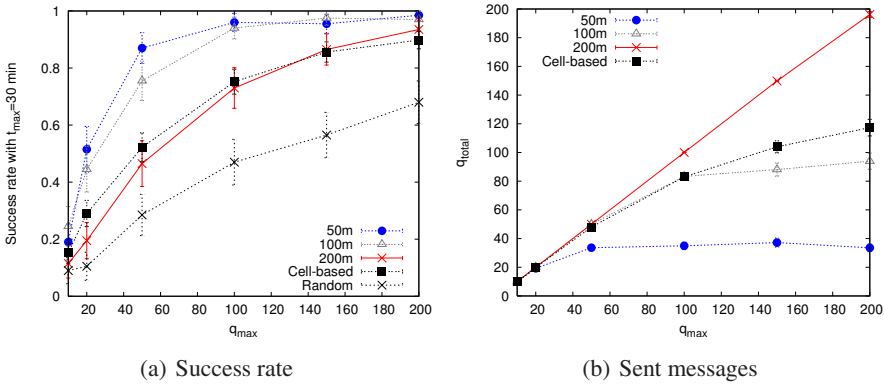 Success rate with t_max=30 min
1
0.8
0.6
0.4
0.2
0
20 40 60 80 100 120 140 160 180 200
q_max
50m
100m
200m
Cell-based
Random
(a) Success rate
q_total
200
180
160
140
120
100
80
60
40
20
0
20 40 60 80 100 120 140 160 180 200
q_max
50m
100m
200m
Cell-based
(b) Sent messages